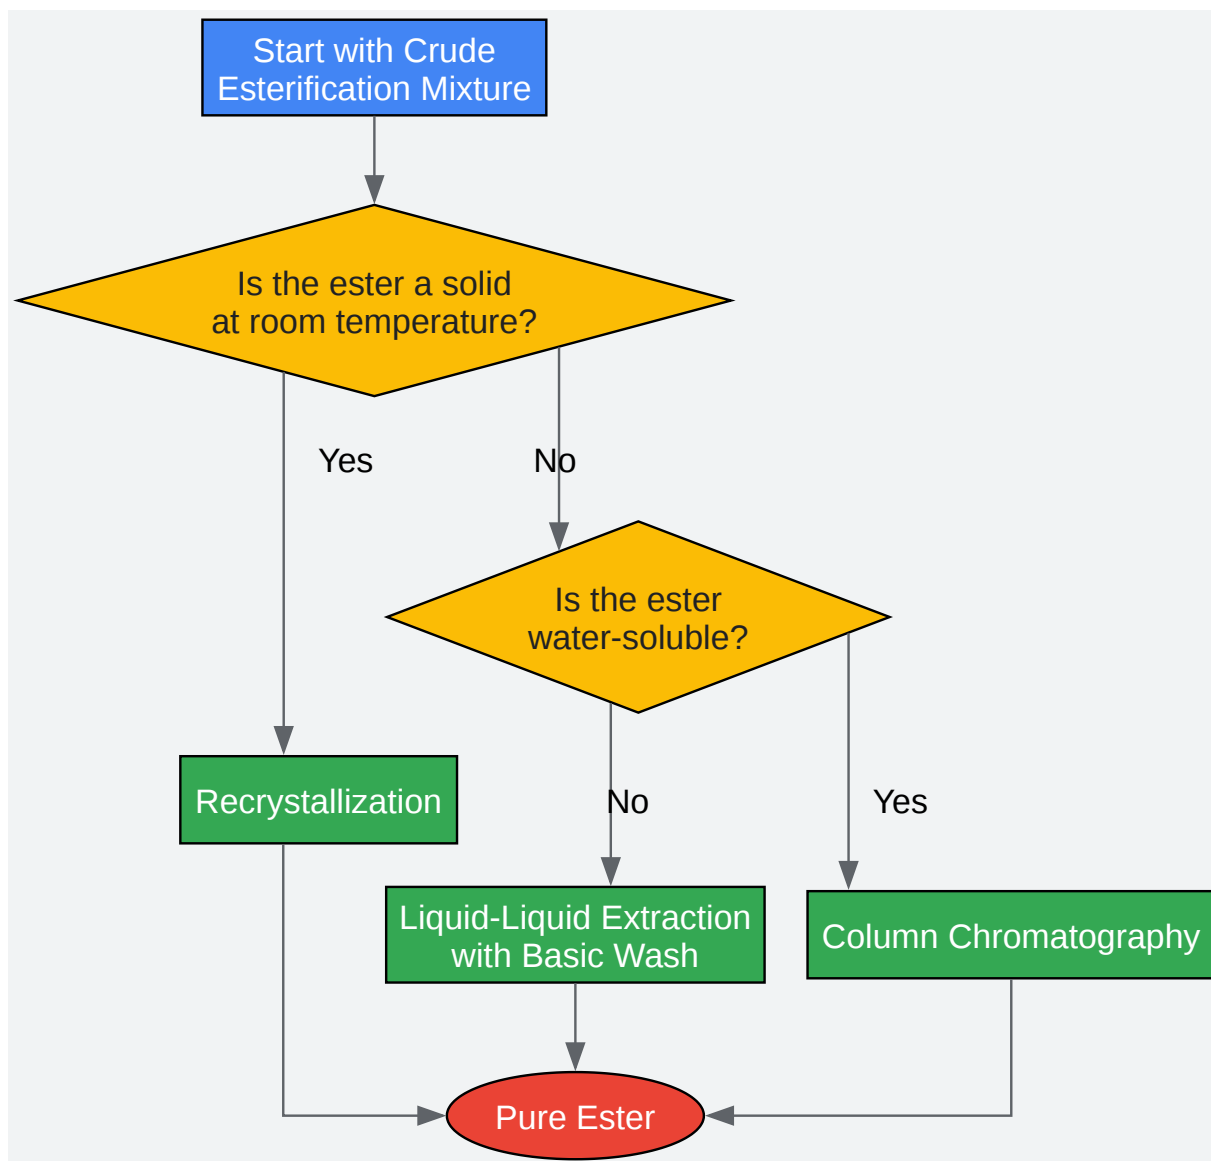 Start with Crude
Esterification Mixture
Is the ester a solid
at room temperature?
Yes
No
Is the ester
water-soluble?
Recrystallization
No
Yes
Liquid-Liquid Extraction
with Basic Wash
Column Chromatography
Pure Ester